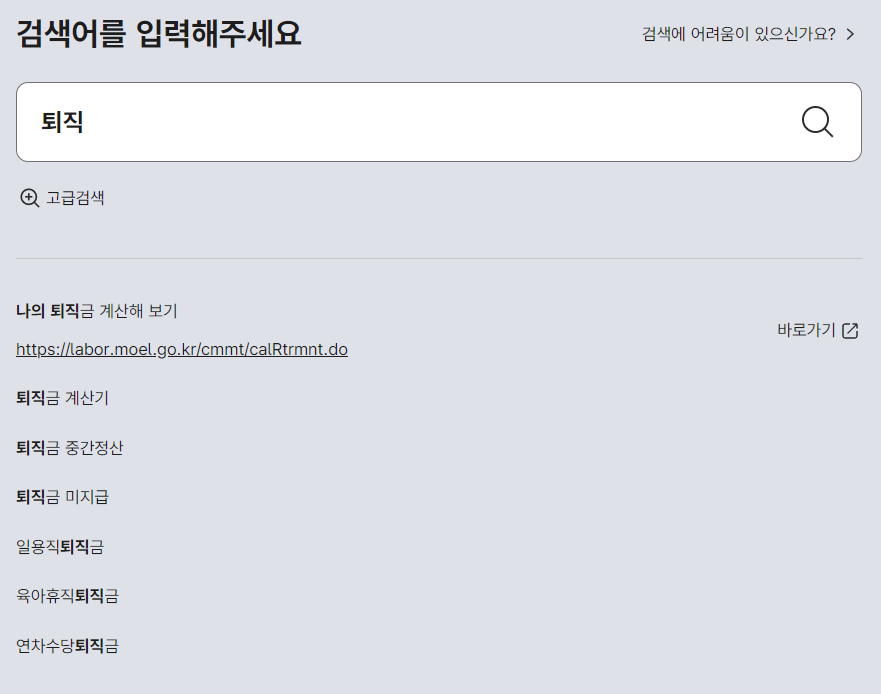 검색어를 입력해주세요
검색에 어려움이 있으신가요?
퇴직
고급검색
나의 퇴직금 계산해 보기
https://labor.moel.go.kr/cmmt/calRtrmnt.do
바로가기
퇴직금 계산기
퇴직금 중간정산
퇴직금 미지급
일용직퇴직금
육아휴직퇴직금
연차수당퇴직금